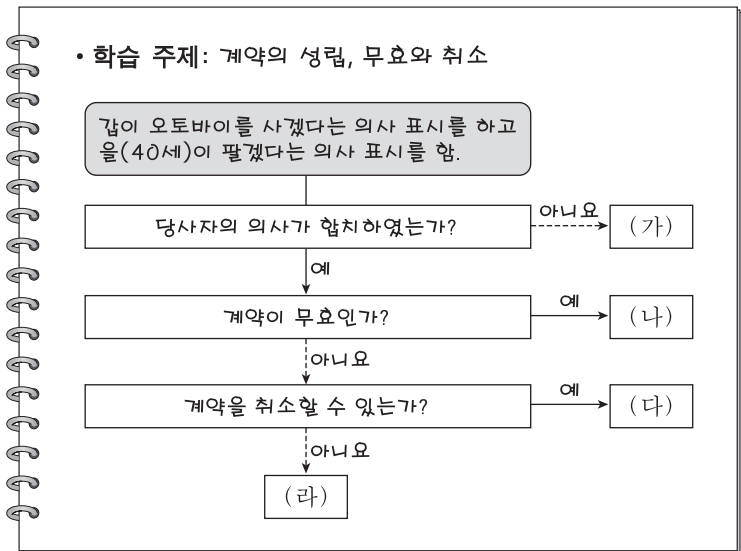 • 학습 주제: 계약의 성립, 무효와 취소
갑이 오토바이를 사겠다는 의사 표시를 하고
을(40세)이 팔겠다는 의사 표시를 함.
당사자의 의사가 합치하였는가?
아니요
(가)
예
계약이 무효인가?
예
(나)
아니요
계약을 취소할 수 있는가?
예
(다)
아니요
(라)